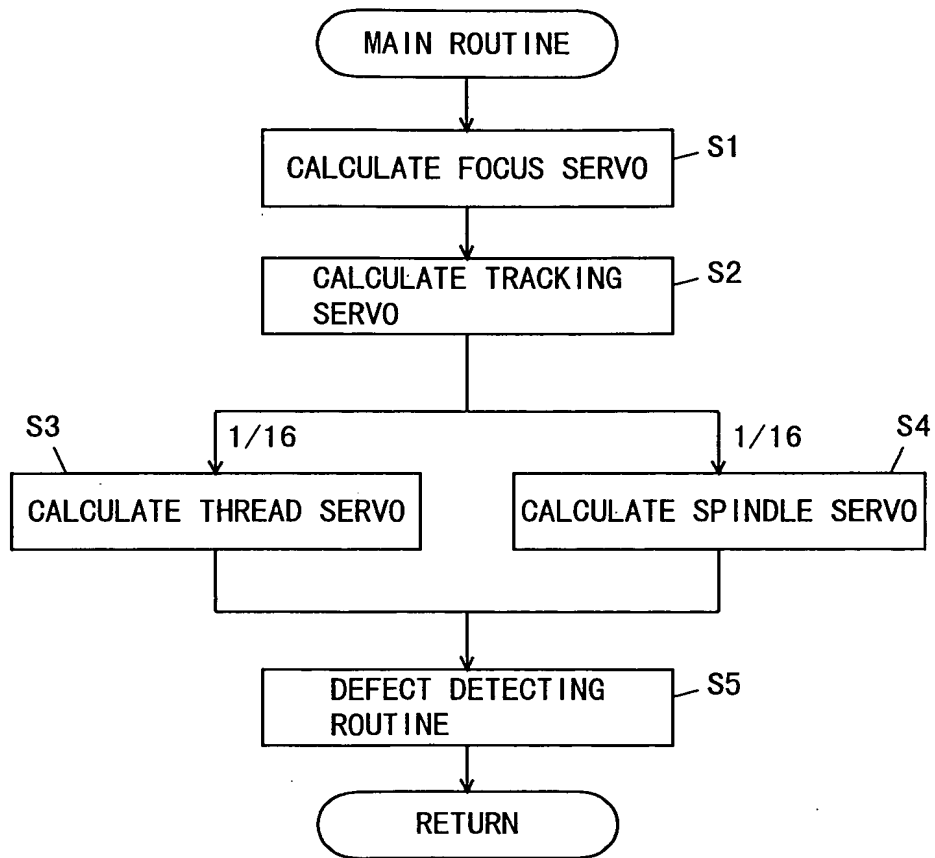 MAIN ROUTINE
CALCULATE FOCUS SERVO
S1
CALCULATE TRACKING
SERVO
S2
S3
1/16
1/16
S4
CALCULATE THREAD SERVO
CALCULATE SPINDLE SERVO
DEFECT DETECTING
ROUTINE
S5
RETURN